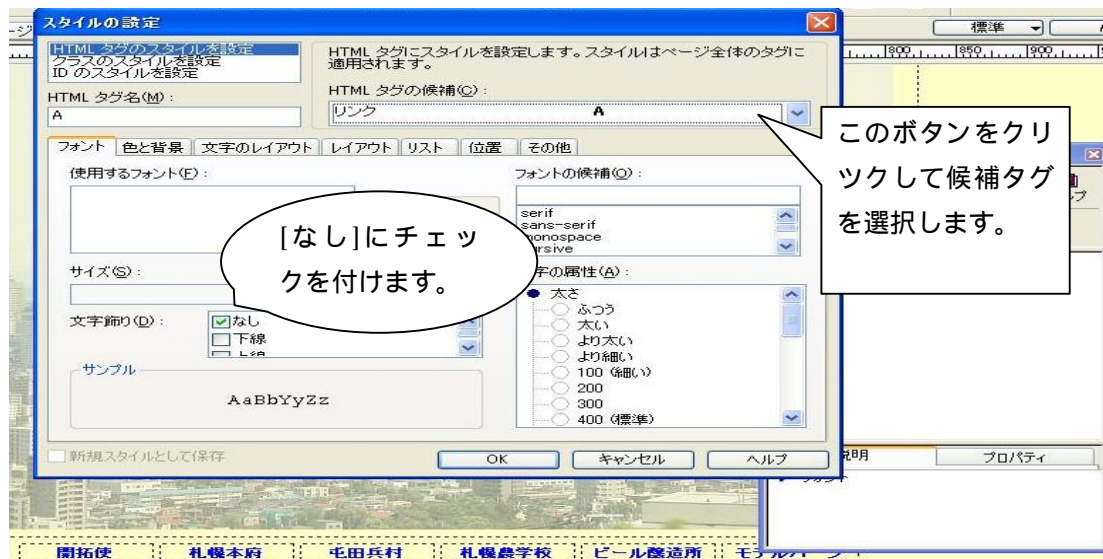 スタイルの設定
標準
HTML タグのスタイルを設定
クラスのスタイルを設定
ID のスタイルを設定
HTML タグにスタイルを設定します。スタイルはページ全体のタグに
適用されます。
800 850 900
HTML タグ名(M):
A
HTML タグの候補(C):
リンク A
このボタンをクリ
ックして候補タグ
を選択します。
フォント 色と背景 文字のレイアウト レイアウト リスト 位置 その他
使用するフォント(F):
フォントの候補(O):
serif
sans-serif
monospace
[なし]にチェッ
クを付けます。
サイズ(S):
字の属性(A):
太さ
ふつう
太い
より太い
より細い
100 (細い)
200
300
400 (標準)
文字飾り(D):
なし
下線
サンプル
AaBbYyZz
新規スタイルとして保存
OK キャンセル ヘルプ
プロパティ
開拓使 札幌本府 屯田兵村 札幌農学校 ビール醸造所